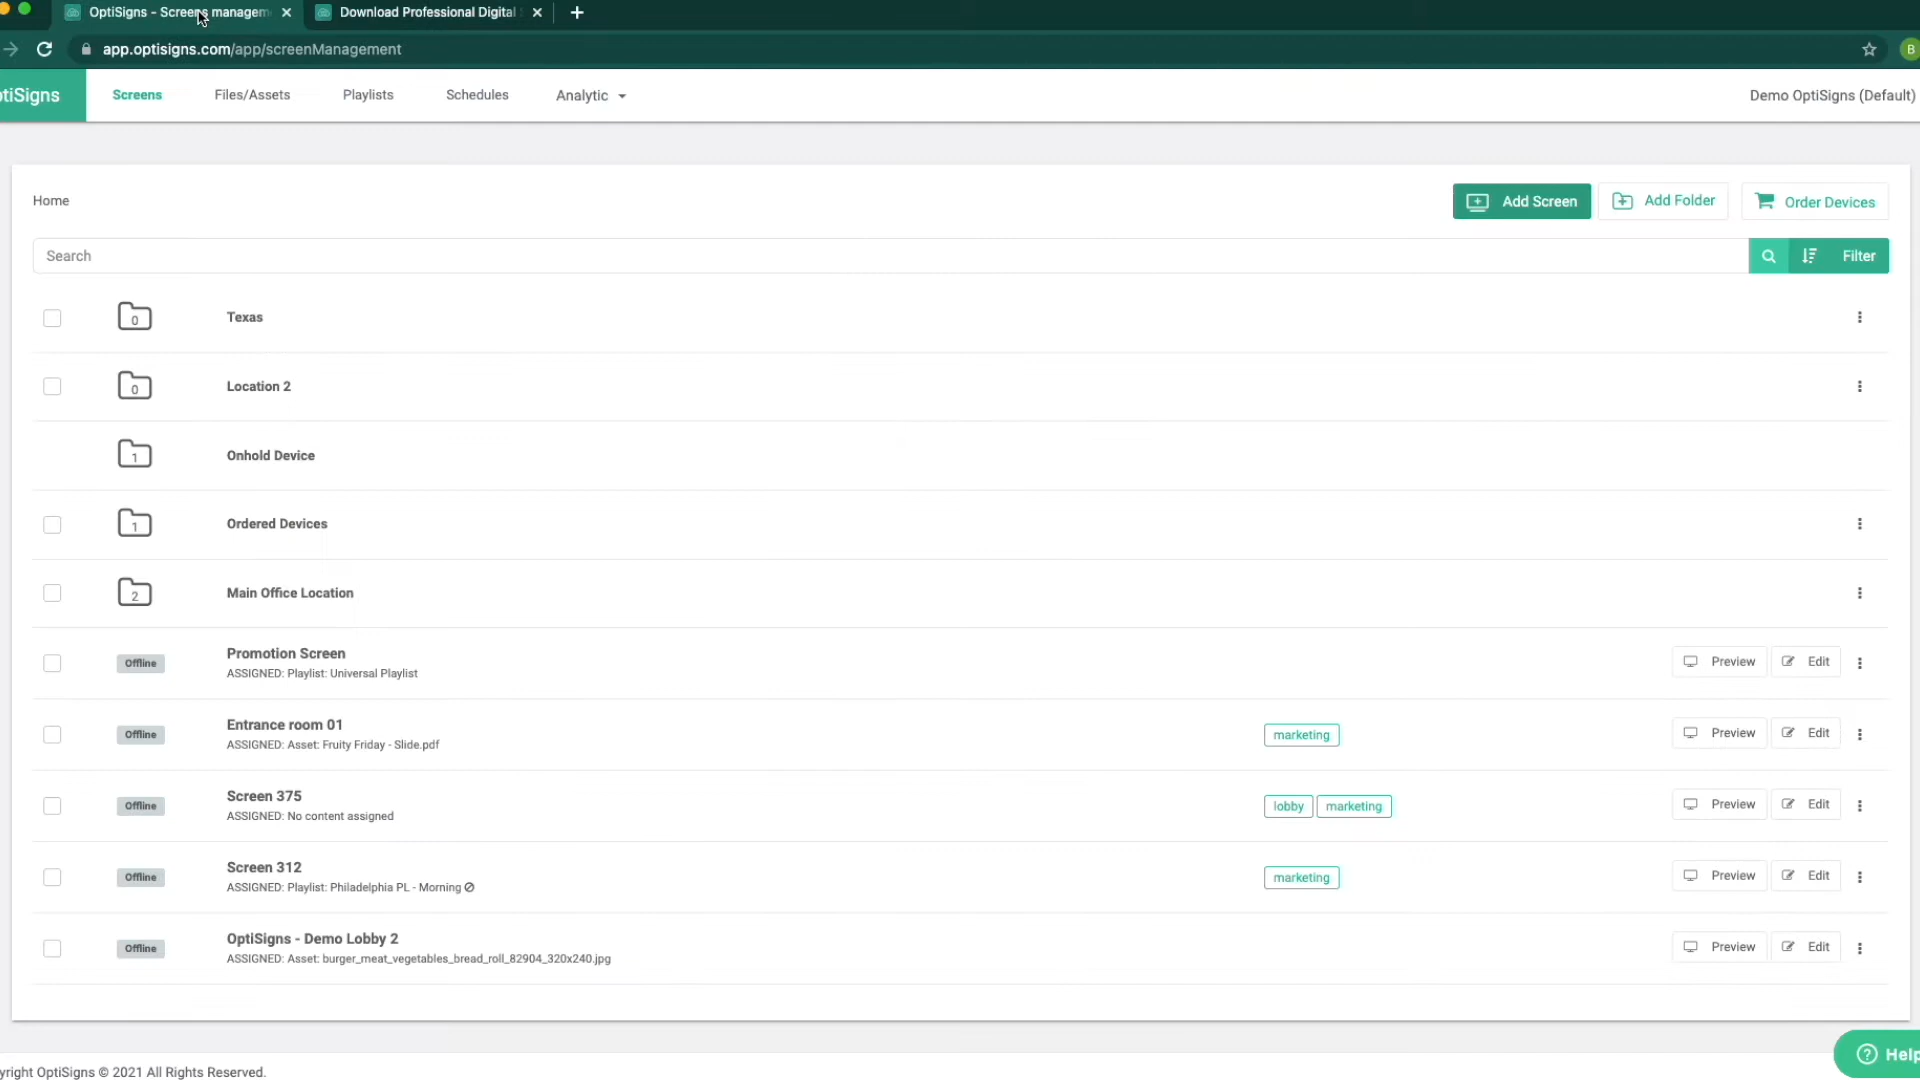 OptiSigns - Screens managem
Download Professional Digital
app.optisigns.com/app/screenManagement
B
tiSigns
Screens
Files/Assets
Playlists
Schedules
Analytic
Demo OptiSigns (Default)
Home
Add Screen
Add Folder
Order Devices
Search
Filter
0
Texas
0
Location 2
1
Onhold Device
1
Ordered Devices
2
Main Office Location
Offline
Promotion Screen
ASSIGNED: Playlist: Universal Playlist
Preview
Edit
Offline
Entrance room 01
ASSIGNED: Asset: Fruity Friday - Slide.pdf
marketing
Preview
Edit
Offline
Screen 375
ASSIGNED: No content assigned
lobby
marketing
Preview
Edit
Offline
Screen 312
ASSIGNED: Playlist: Philadelphia PL - Morning
marketing
Preview
Edit
Offline
OptiSigns - Demo Lobby 2
ASSIGNED: Asset: burger_meat_vegetables_bread_roll_82904_320x240.jpg
Preview
Edit
Help
yright OptiSigns © 2021 All Rights Reserved.